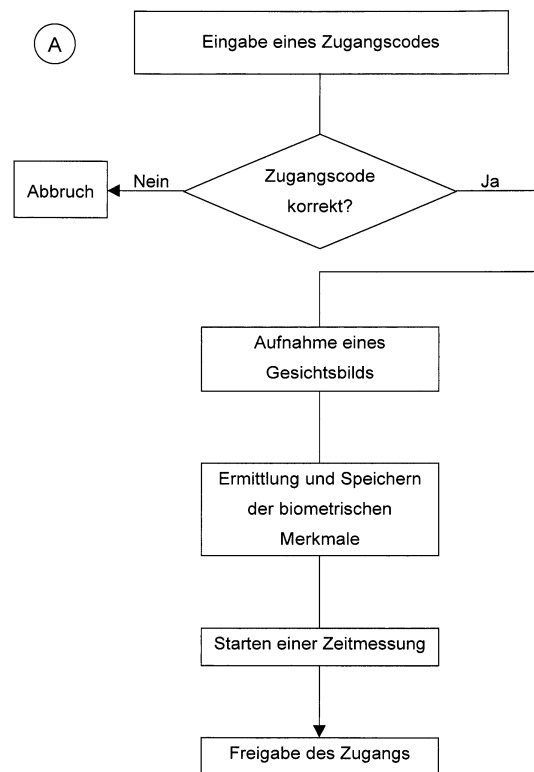 A
Eingabe eines Zugangscodes
Zugangscode
korrekt?
Nein
Ja
Abbruch
Aufnahme eines
Gesichtsbilds
Ermittlung und Speichern
der biometrischen
Merkmale
Starten einer Zeitmessung
Freigabe des Zugangs